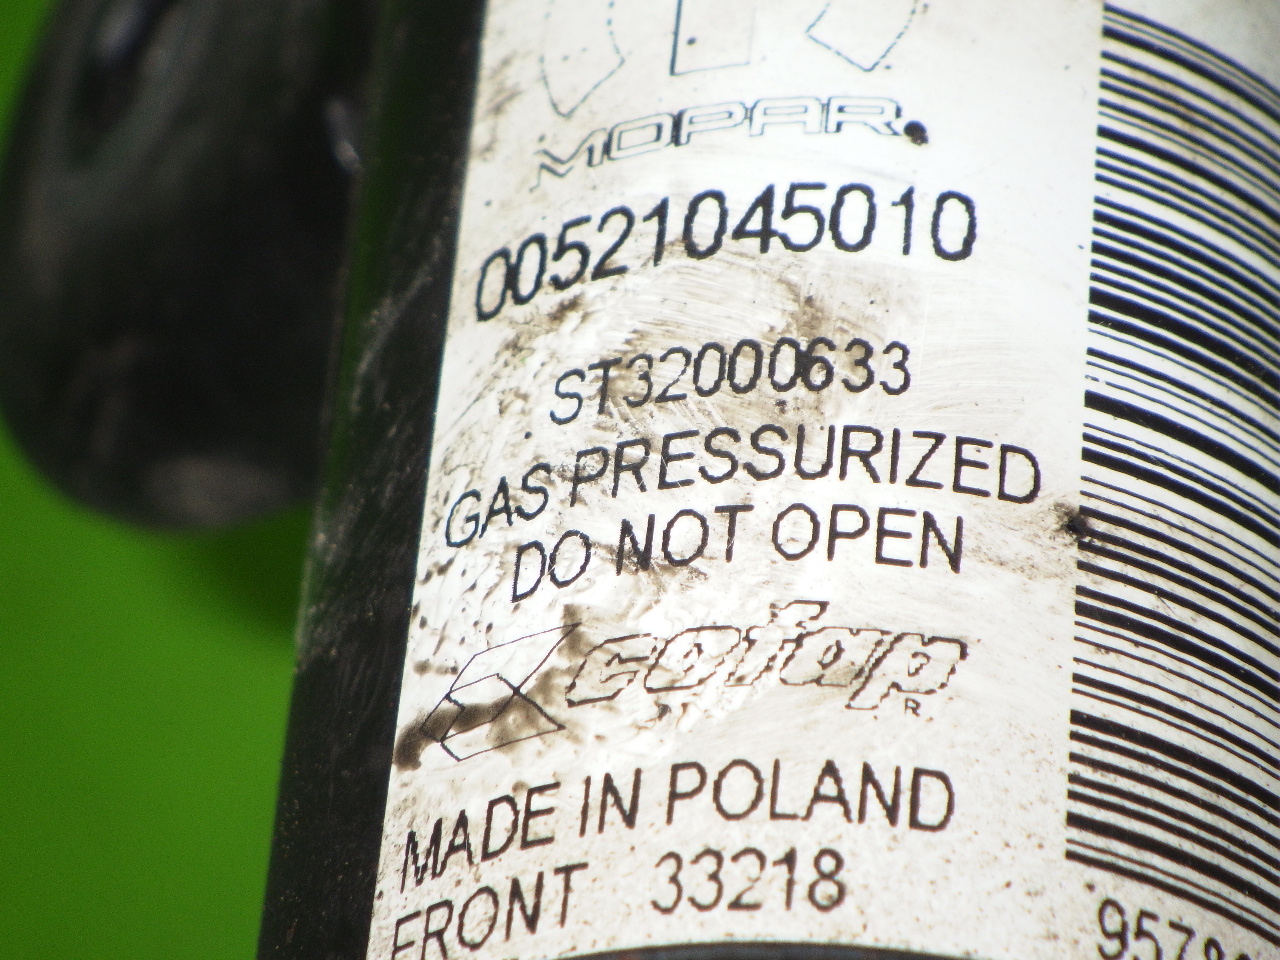 MOPAR.
00521045010
ST32000633
GAS PRESSURIZED
DO NOT OPEN
cofap
R
MADE IN POLAND
FRONT 33218